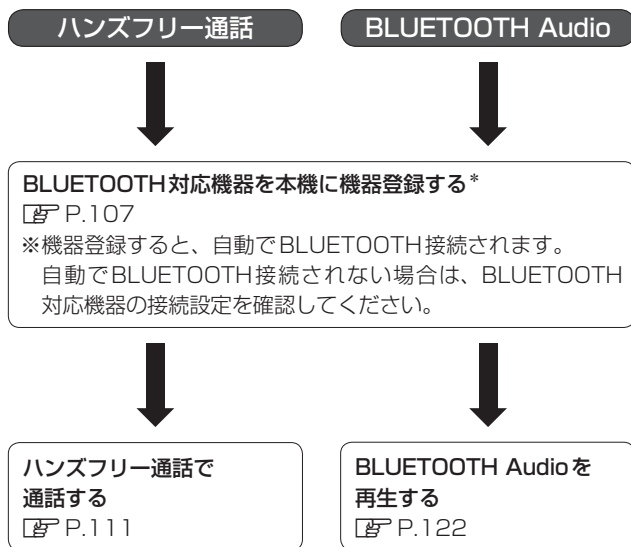 ハンズフリー通話
BLUETOOTH Audio
BLUETOOTH対応機器を本機に機器登録する*
P.107
※機器登録すると、自動でBLUETOOTH接続されます。
自動でBLUETOOTH接続されない場合は、BLUETOOTH
対応機器の接続設定を確認してください。
ハンズフリー通話で
通話する
P.111
BLUETOOTH Audioを
再生する
P.122